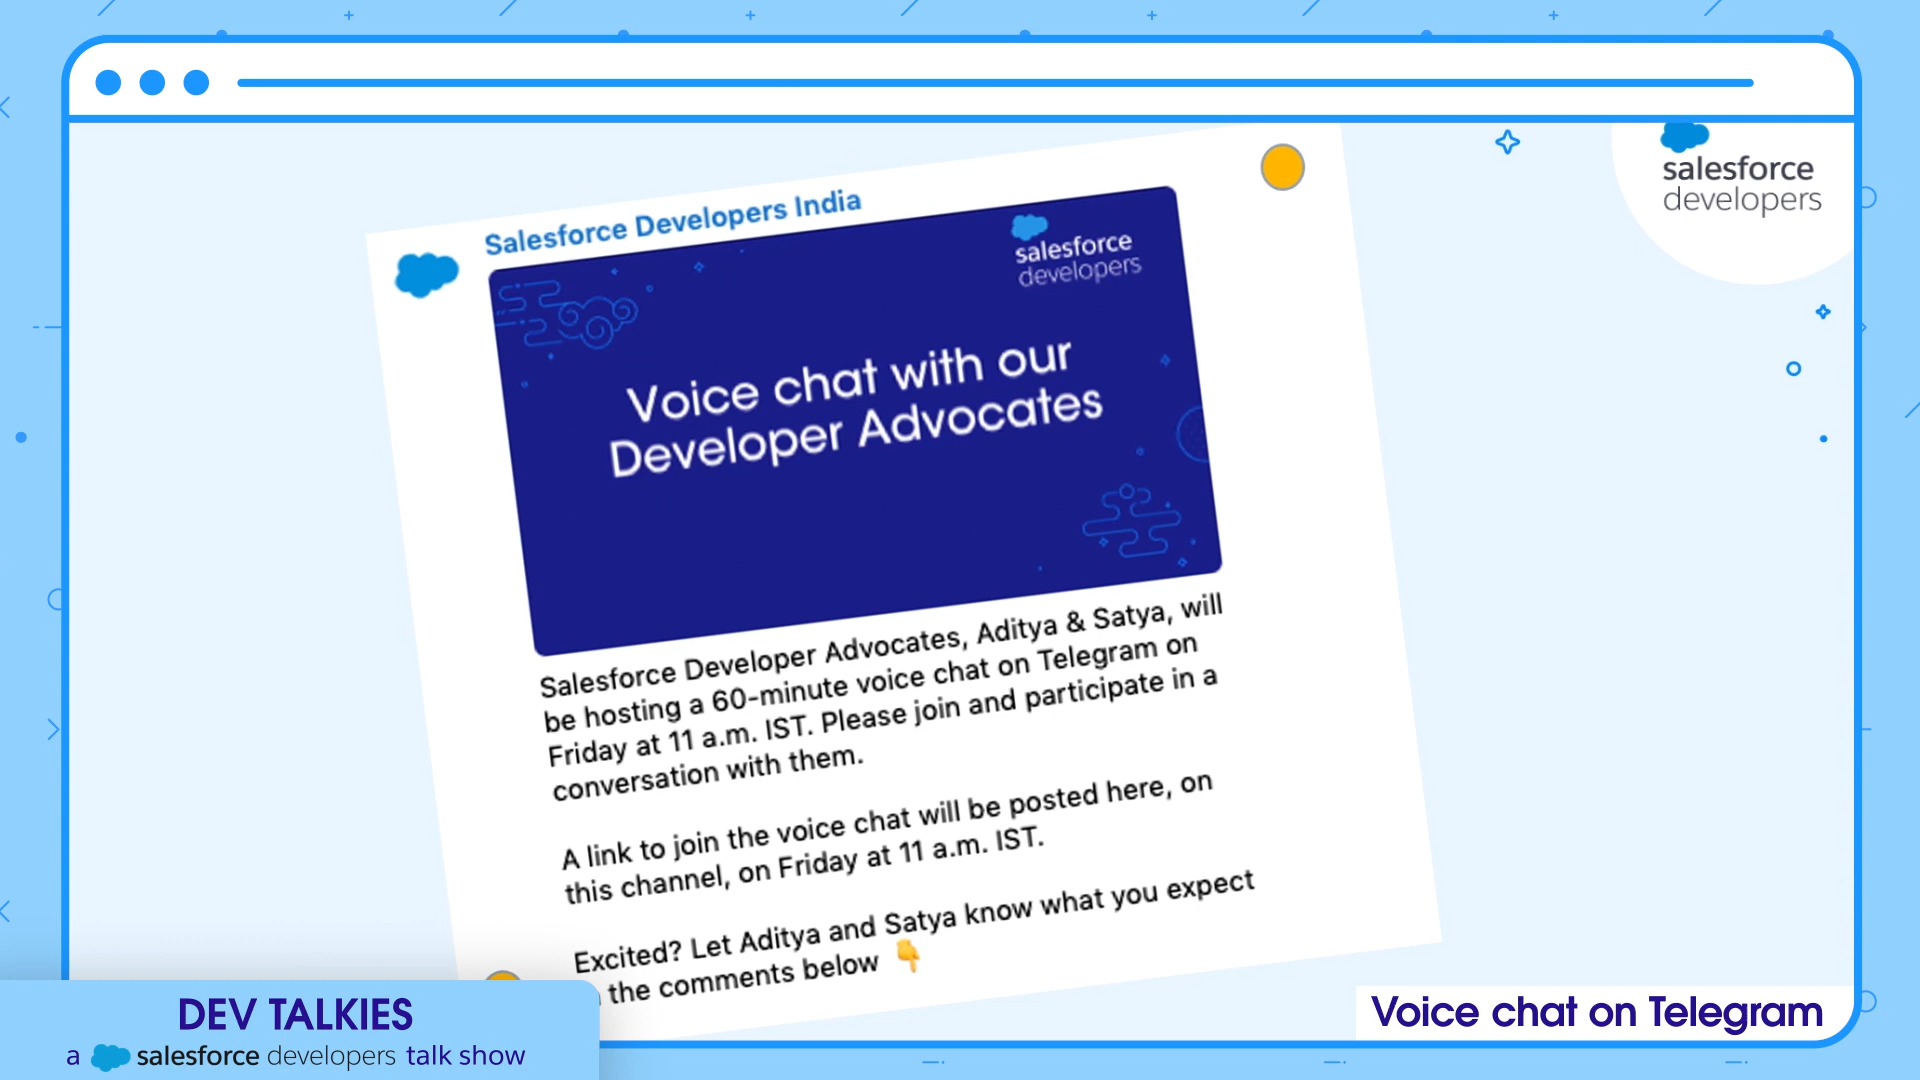 salesforce
developers
Salesforce Developers India
salesforce
developers
Voice chat with our
Developer Advocates
Salesforce Developer Advocates, Aditya & Satya, will
be hosting a 60-minute voice chat on Telegram on
Friday at 11 a.m. IST. Please join and participate in a
conversation with them.
A link to join the voice chat will be posted here, on
this channel, on Friday at 11 a.m. IST.
Excited? Let Aditya and Satya know what you expect
the comments below 👇
DEV TALKIES
a salesforce developers talk show
Voice chat on Telegram